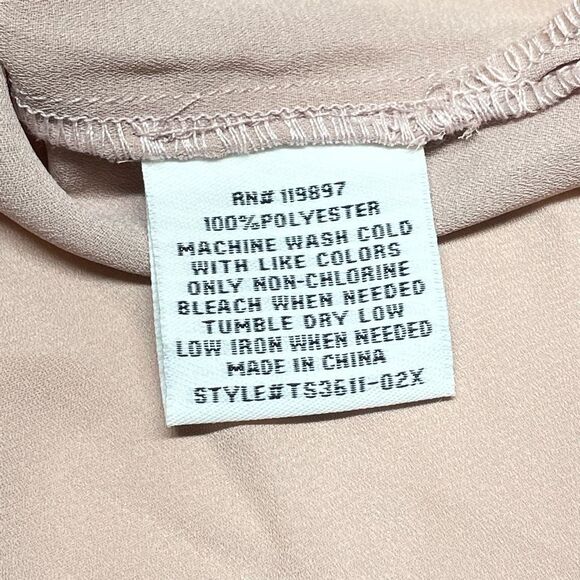 RN# 119897
100%POLYESTER
MACHINE WASH COLD
WITH LIKE COLORS
ONLY NON-CHLORINE
BLEACH WHEN NEEDED
TUMBLE DRY LOW
LOW IRON WHEN NEEDED
MADE IN CHINA
STYLE#TS3611-02X